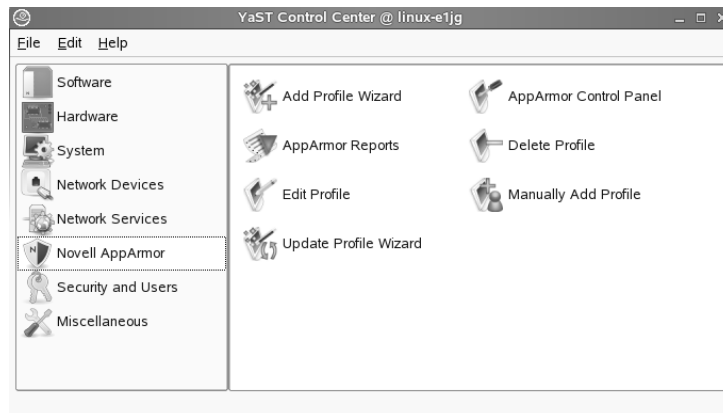 YaST Control Center @ linux-e1jg
File Edit Help
Software
Hardware
System
Network Devices
Network Services
Novell AppArmor
Security and Users
Miscellaneous
Add Profile Wizard AppArmor Control Panel
AppArmor Reports Delete Profile
Edit Profile Manually Add Profile
Update Profile Wizard